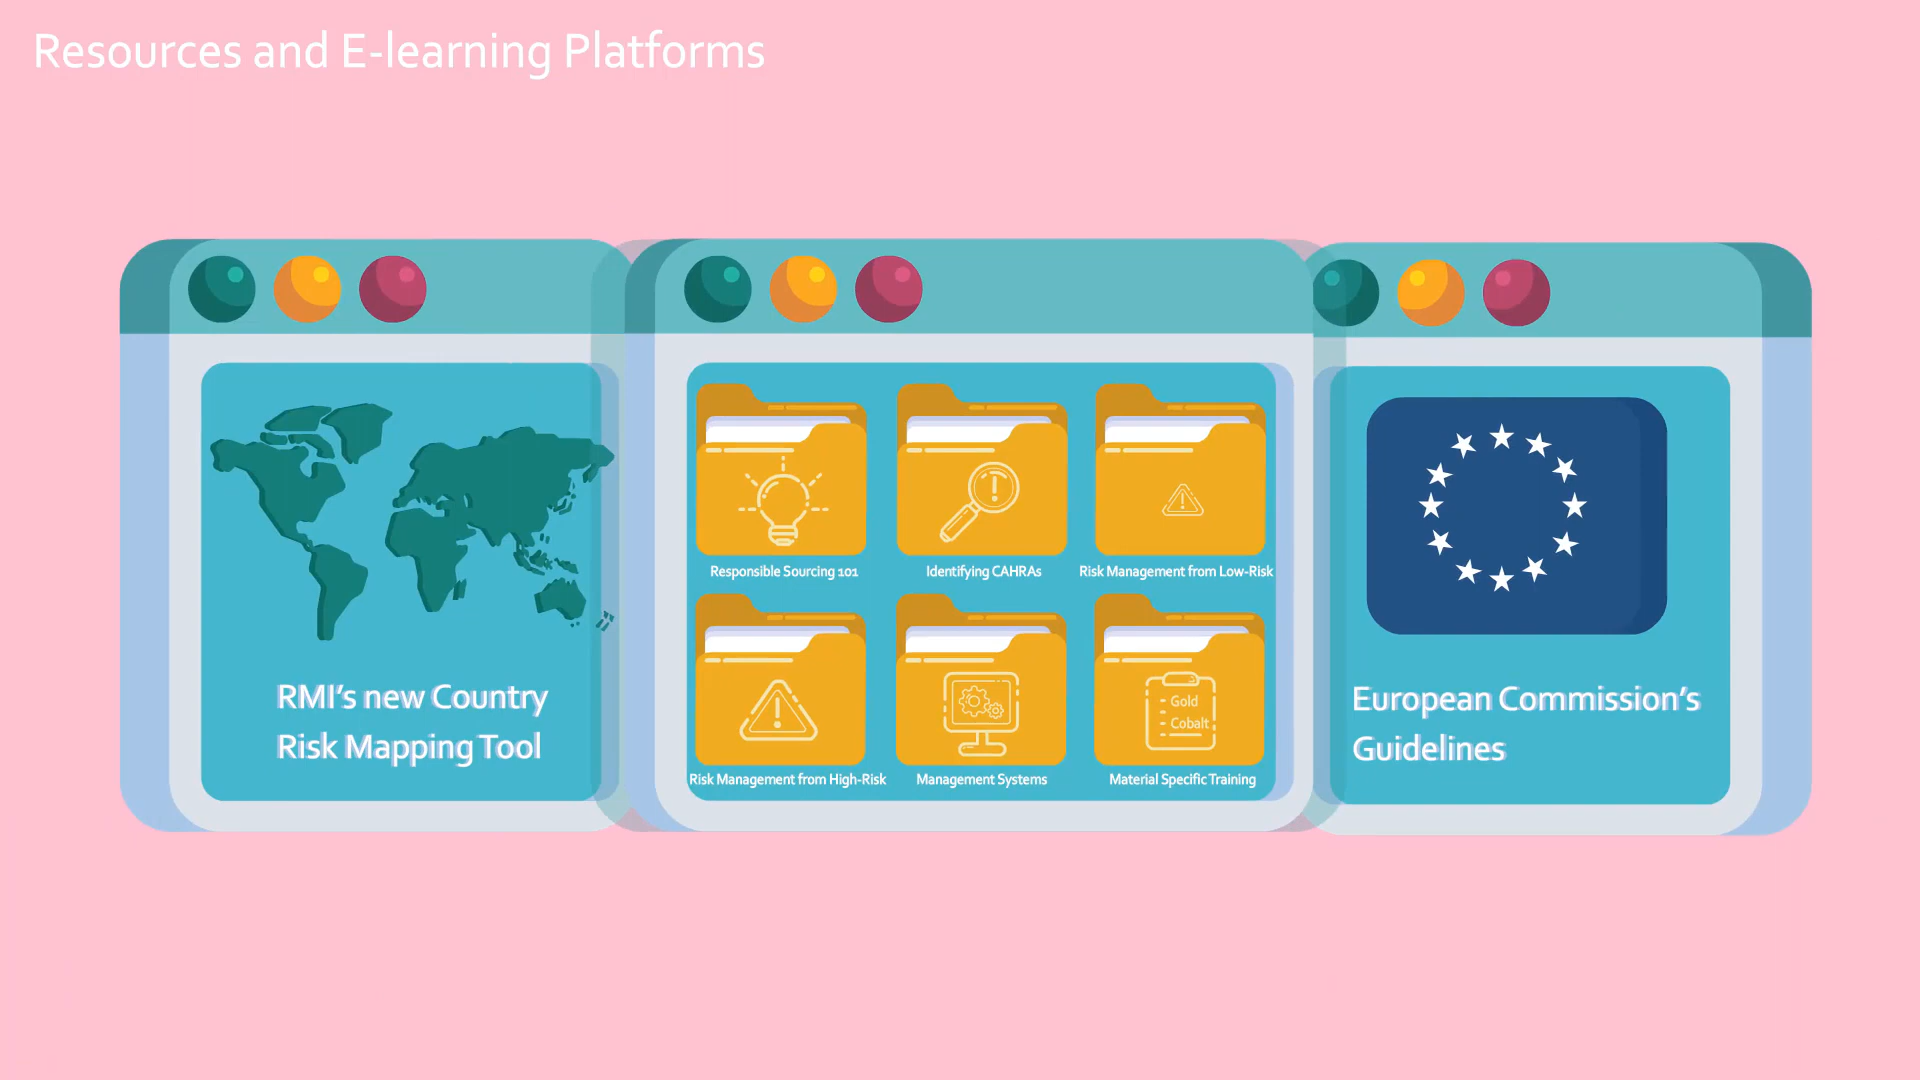 Resources and E-learning Platforms
RMI's new Country
Risk Mapping Tool
Responsible Sourcing 101
Identifying CAHRAs
Risk Management from Low-Risk
Risk Management from High-Risk
Management Systems
Gold
Cobalt
Material Specific Training
European Commission's
Guidelines